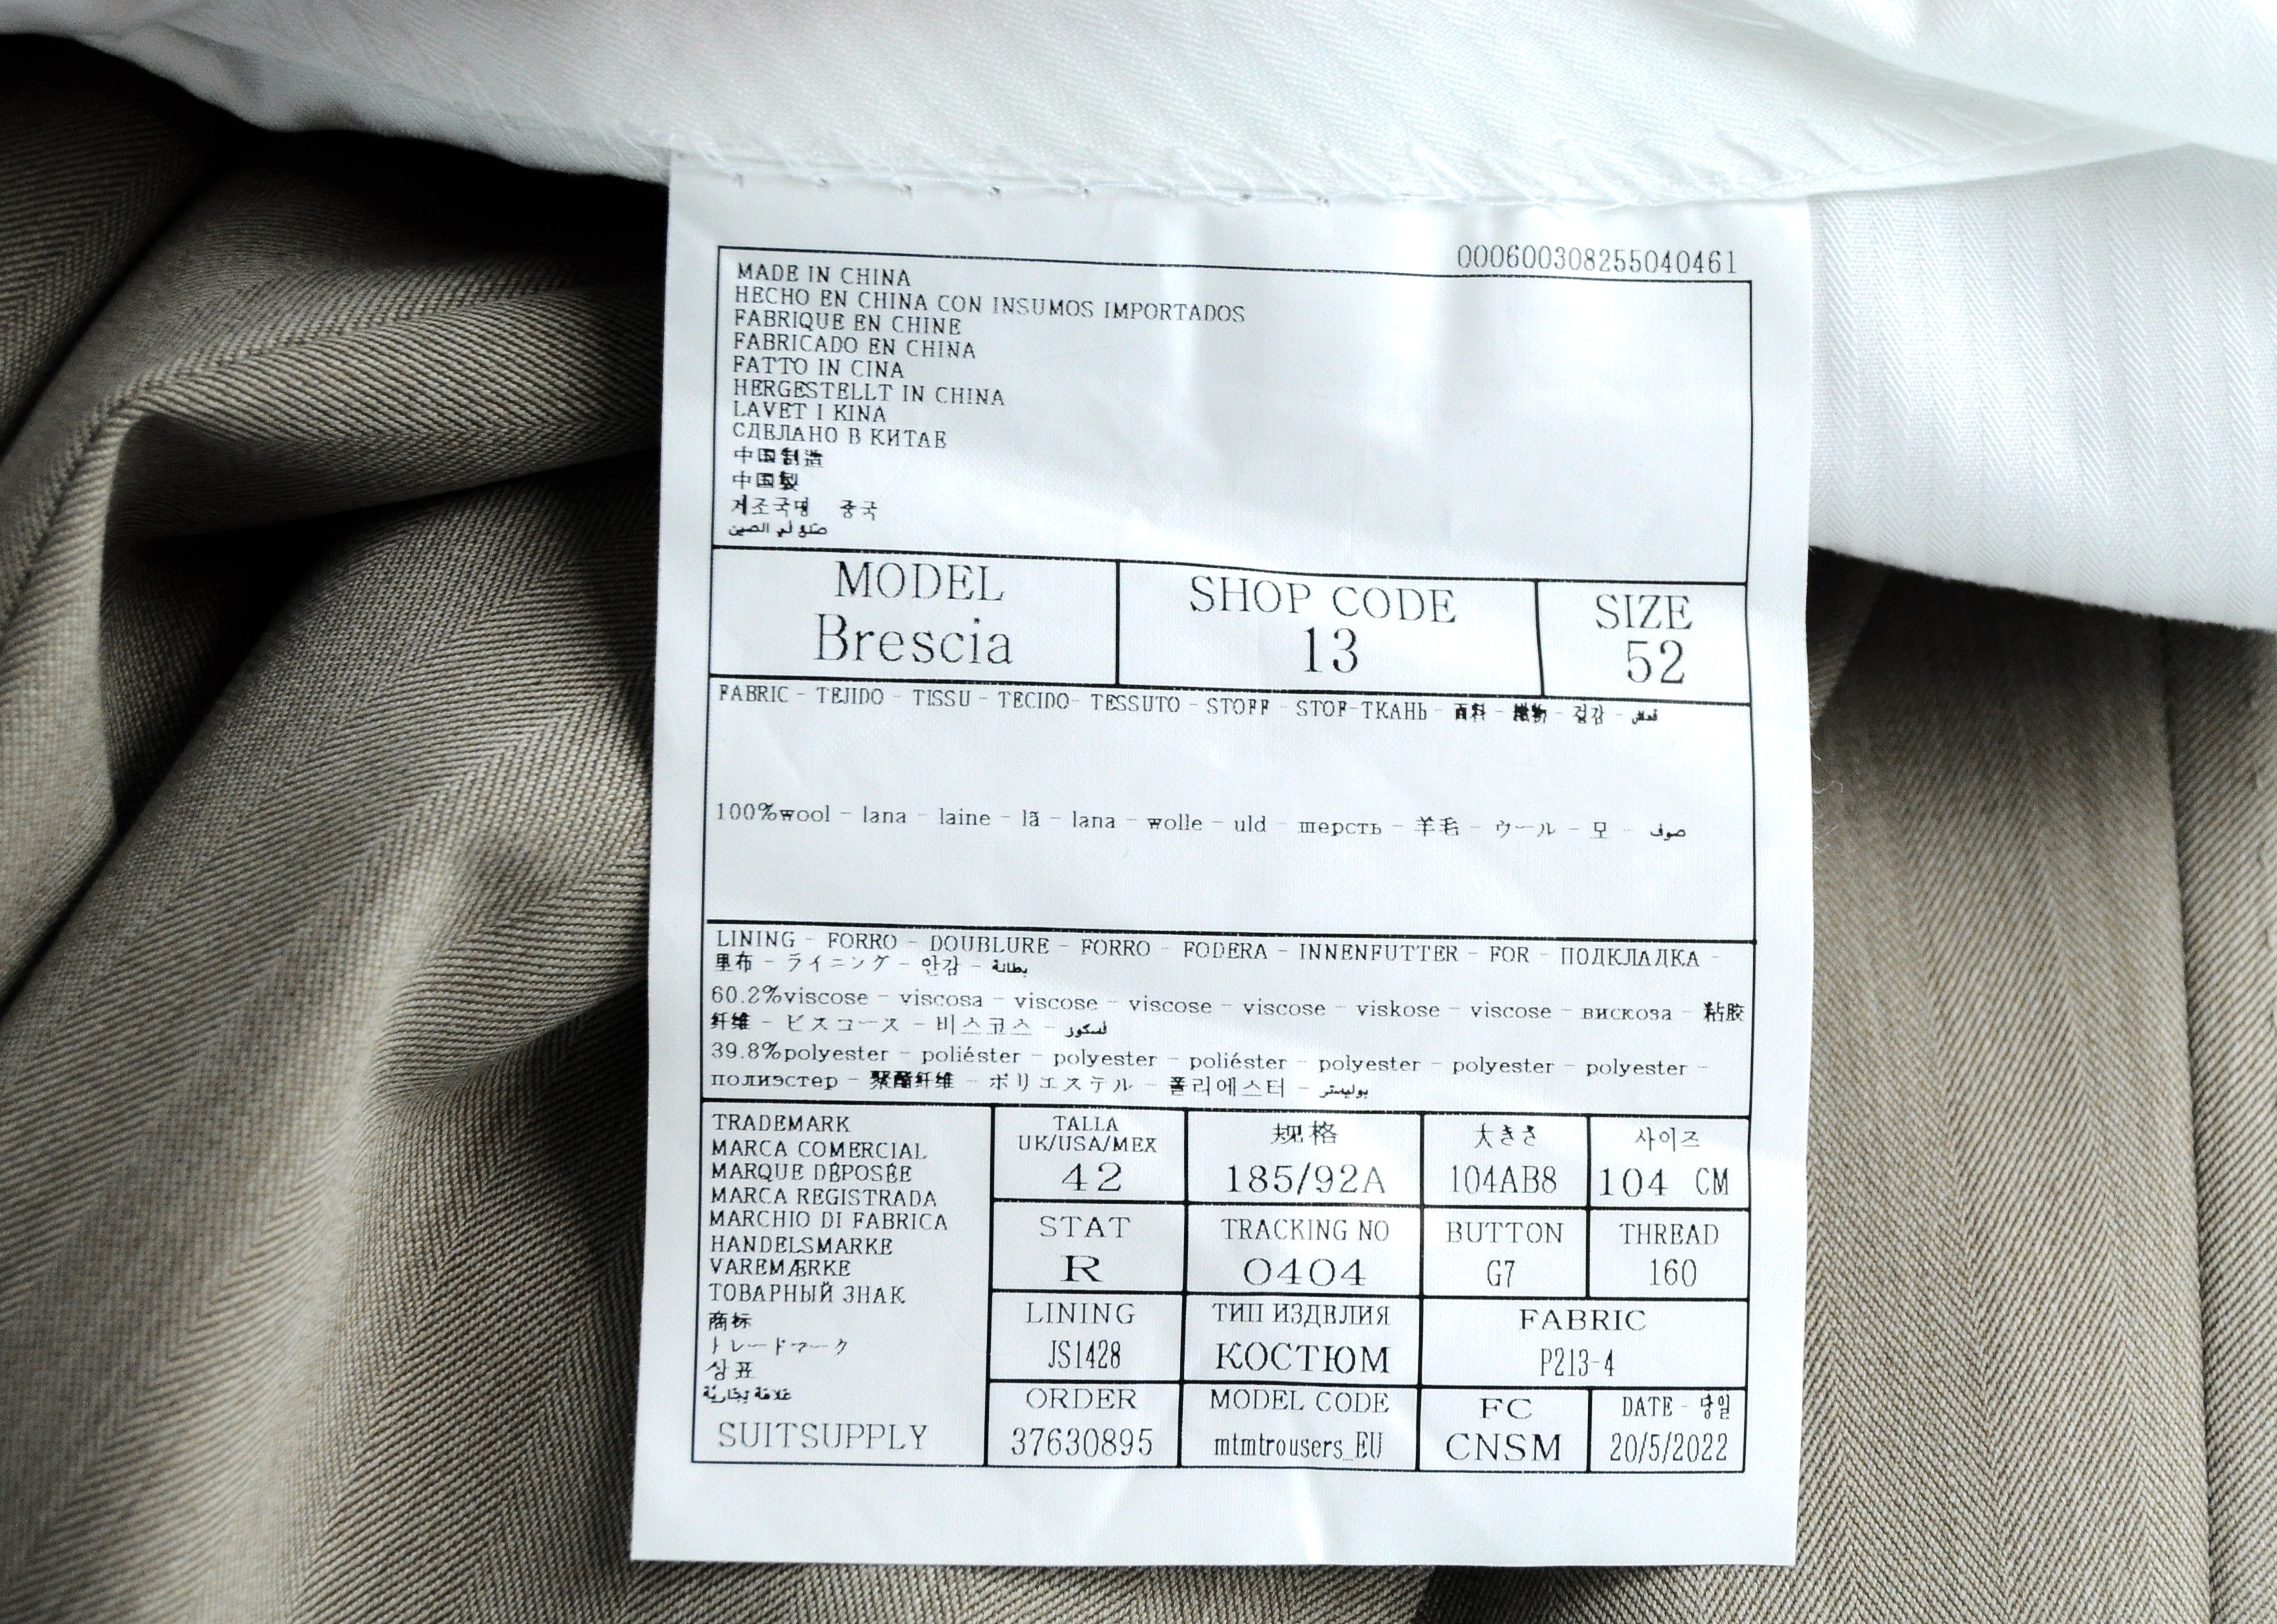 000600308255040461
MADE IN CHINA
HECHO EN CHINA CON INSUMOS IMPORTADOS
FABRIQUE EN CHINE
FABRICADO EN CHINA
FATTO IN CINA
HERGESTELLT IN CHINA
LAVET I KINA
СДЕЛАНО В КИТАЕ
中国制造
中国製
제조국명 중국
صنع في الصين
MODEL
Brescia
SHOP CODE
13
SIZE
52
FABRIC - TEJIDO - TISSU - TECIDO- TESSUTO - STOFF - STOF-ТКАНЬ - 面料 - 織物 - 겉감 - قماش
100%wool - lana - laine - lã - lana - wolle - uld - шерсть - 羊毛 - ウール - 모 - صوف
LINING - FORRO - DOUBLURE - FORRO - FODERA - INNENFUTTER - FOR - ПОДКЛАДКА -
里布 - ライニング - 안감 - بطانة
60.2%viscose - viscosa - viscose - viscose - viscose - viskose - viscose - вискоза - 粘胶
纤维 - ビスコース - 비스코스 - فسكوز
39.8%polyester - poliéster - polyester - poliéster - polyester - polyester - polyester -
полиэстер - 聚酯纤维 - ポリエステル - 폴리에스터 - بوليستر
TRADEMARK
MARCA COMERCIAL
MARQUE DÉPOSÉE
MARCA REGISTRADA
MARCHIO DI FABRICA
HANDELSMARKE
VAREMÆRKE
ТОВАРНЫЙ ЗНАК
商标
トレードマーク
상표
علامة تجارية
SUITSUPPLY
TALLA
UK/USA/MEX
42
规格
185/92A
大きさ
104AB8
사이즈
104 CM
STAT
R
TRACKING NO
0404
BUTTON
G7
THREAD
160
LINING
JS1428
ТИП ИЗДЕЛИЯ
КОСТЮМ
FABRIC
P213-4
ORDER
37630895
MODEL CODE
mtmtrousers_EU
FC
CNSM
DATE -
20/5/2022